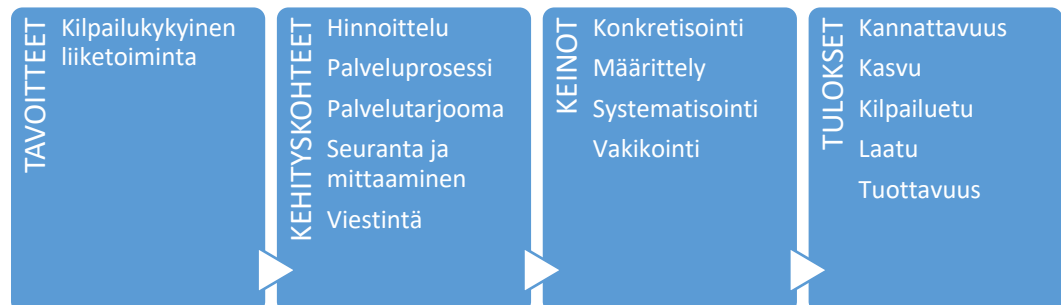 TAVOITTEET
Kilpailukykyinen
liiketoiminta
KEHITYSKOHTEET
Hinnoittelu
Palveluprosessi
Palvelutarjooma
Seuranta ja
mittaaminen
Viestintä
KEINOT
Konkretisointi
Määrittely
Systematisointi
Vakikointi
TULOKSET
Kannattavuus
Kasvu
Kilpailuetu
Laatu
Tuottavuus